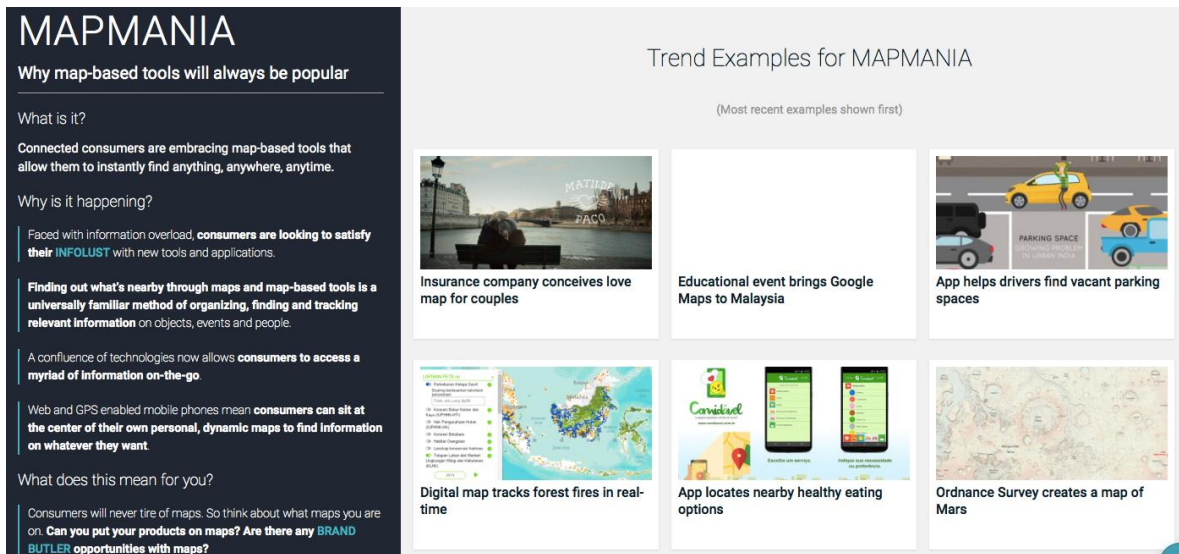 MAPMANIA
Why map-based tools will always be popular
What is it?
Connected consumers are embracing map-based tools that
allow them to instantly find anything, anywhere, anytime.
Why is it happening?
Faced with information overload, consumers are looking to satisfy
their INFOLUST with new tools and applications.
Finding out what's nearby through maps and map-based tools is a
universally familiar method of organizing, finding and tracking
relevant information on objects, events and people.
A confluence of technologies now allows consumers to access a
myriad of information on-the-go.
Web and GPS enabled mobile phones mean consumers can sit at
the center of their own personal, dynamic maps to find information
on whatever they want.
What does this mean for you?
Consumers will never tire of maps. So think about what maps you are
on. Can you put your products on maps? Are there any BRAND
BUTLER opportunities with maps?
Trend Examples for MAPMANIA
(Most recent examples shown first)
MATILDE
PACO
Insurance company conceives love
map for couples
Educational event brings Google
Maps to Malaysia
PARKING SPACE
GROWING PROBLEM
IN URBAN INDIA
App helps drivers find vacant parking
spaces
Digital map tracks forest fires in real-
time
Comidável
Escolha um serviço.
Indique sua necessidade
ou preferência.
App locates nearby healthy eating
options
Ordnance Survey creates a map of
Mars